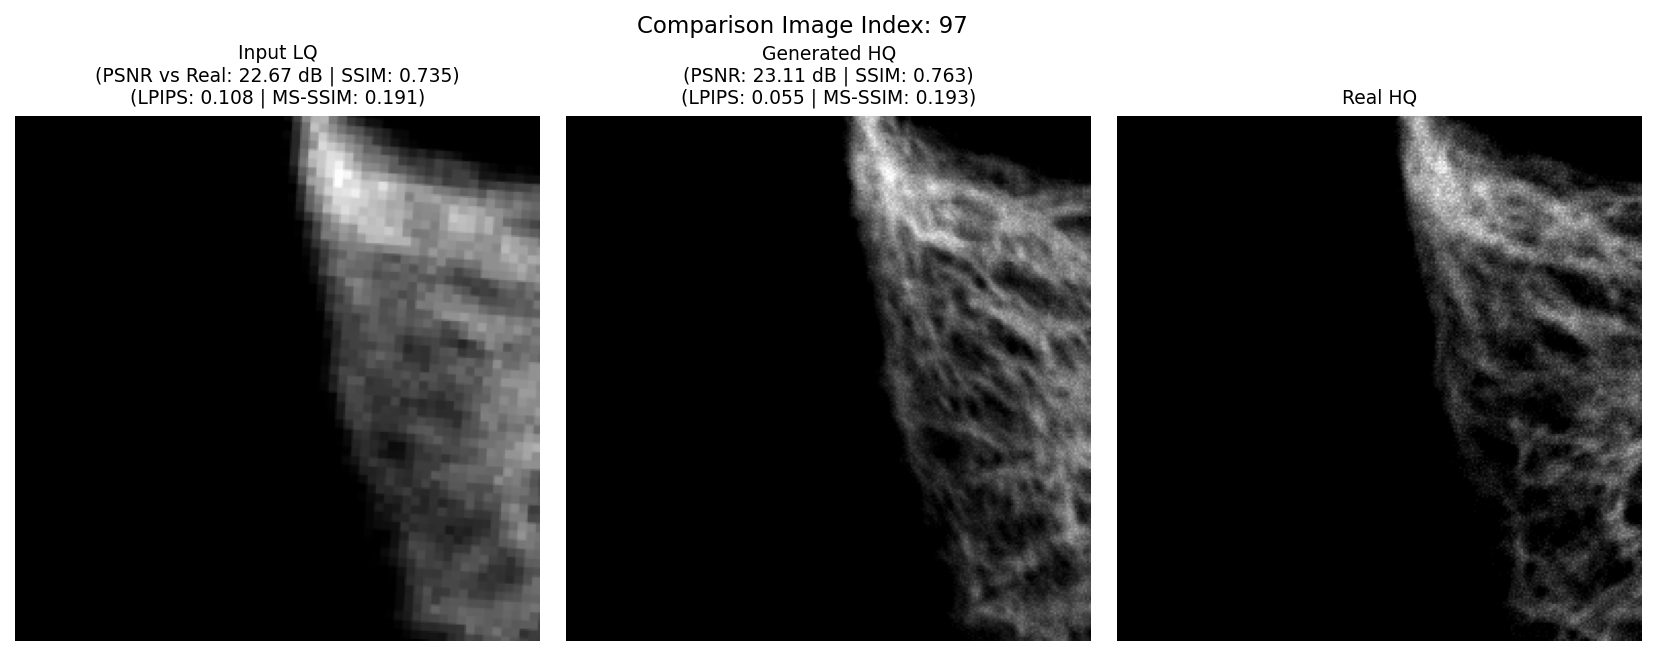 Comparison Image Index: 97
Input LQ
(PSNR vs Real: 22.67 dB | SSIM: 0.735)
(LPIPS: 0.108 | MS-SSIM: 0.191)
Generated HQ
(PSNR: 23.11 dB | SSIM: 0.763)
(LPIPS: 0.055 | MS-SSIM: 0.193)
Real HQ